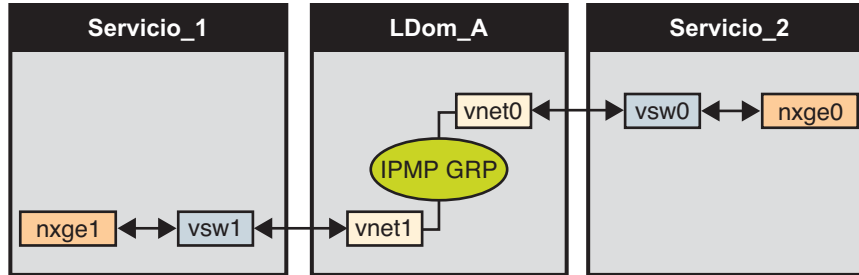 Servicio_1
LDom_A
Servicio_2
vnet0
vsw0
nxge0
IPMP GRP
nxge1
vsw1
vnet1